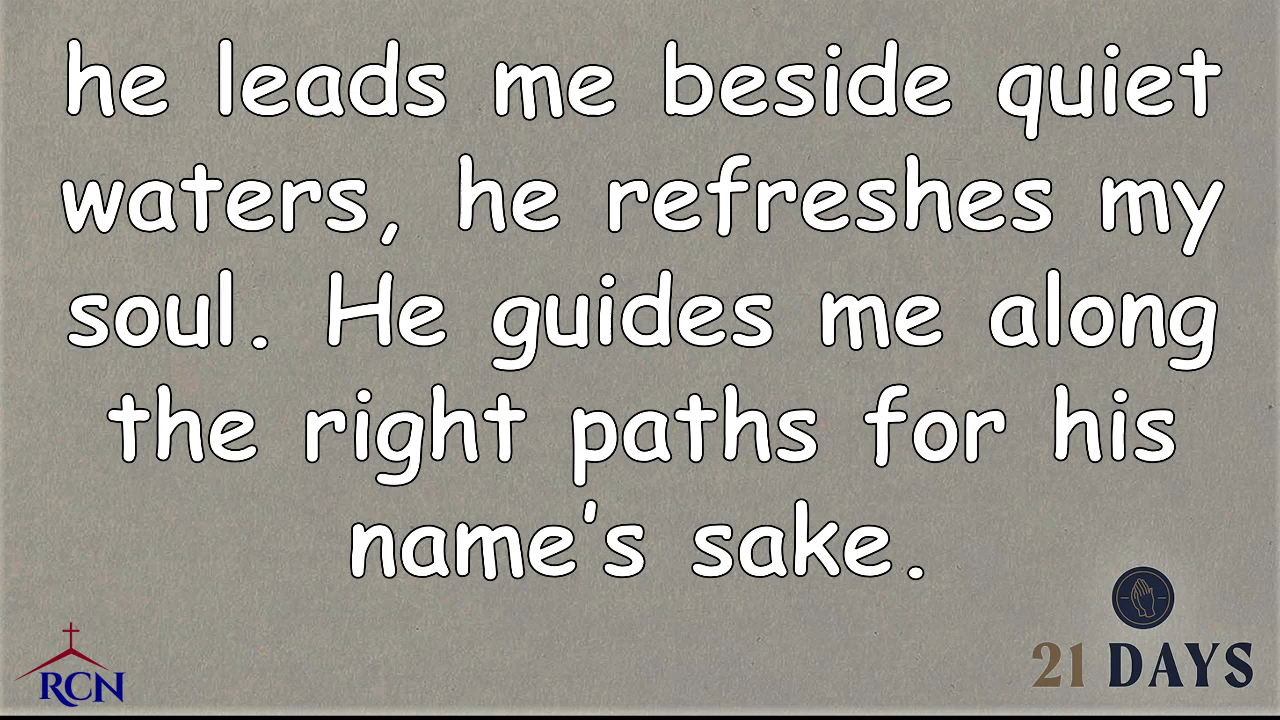 he leads me beside quiet
waters, he refreshes my
soul. He guides me along
the right paths for his
name's sake.
RCN
21 DAYS